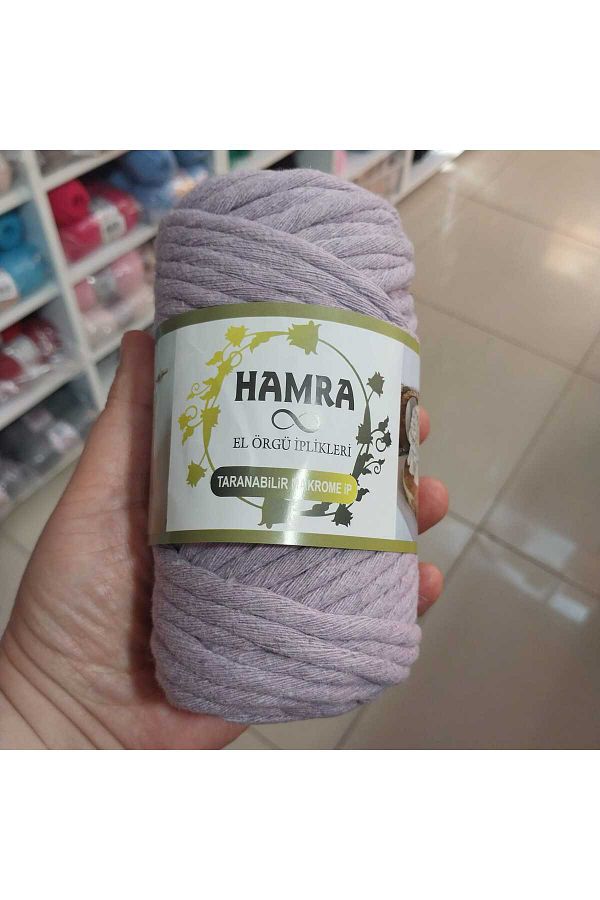 HAMRA
EL ÖRGÜ İPLİKLERİ
TARANABİLİR MAKROME İP